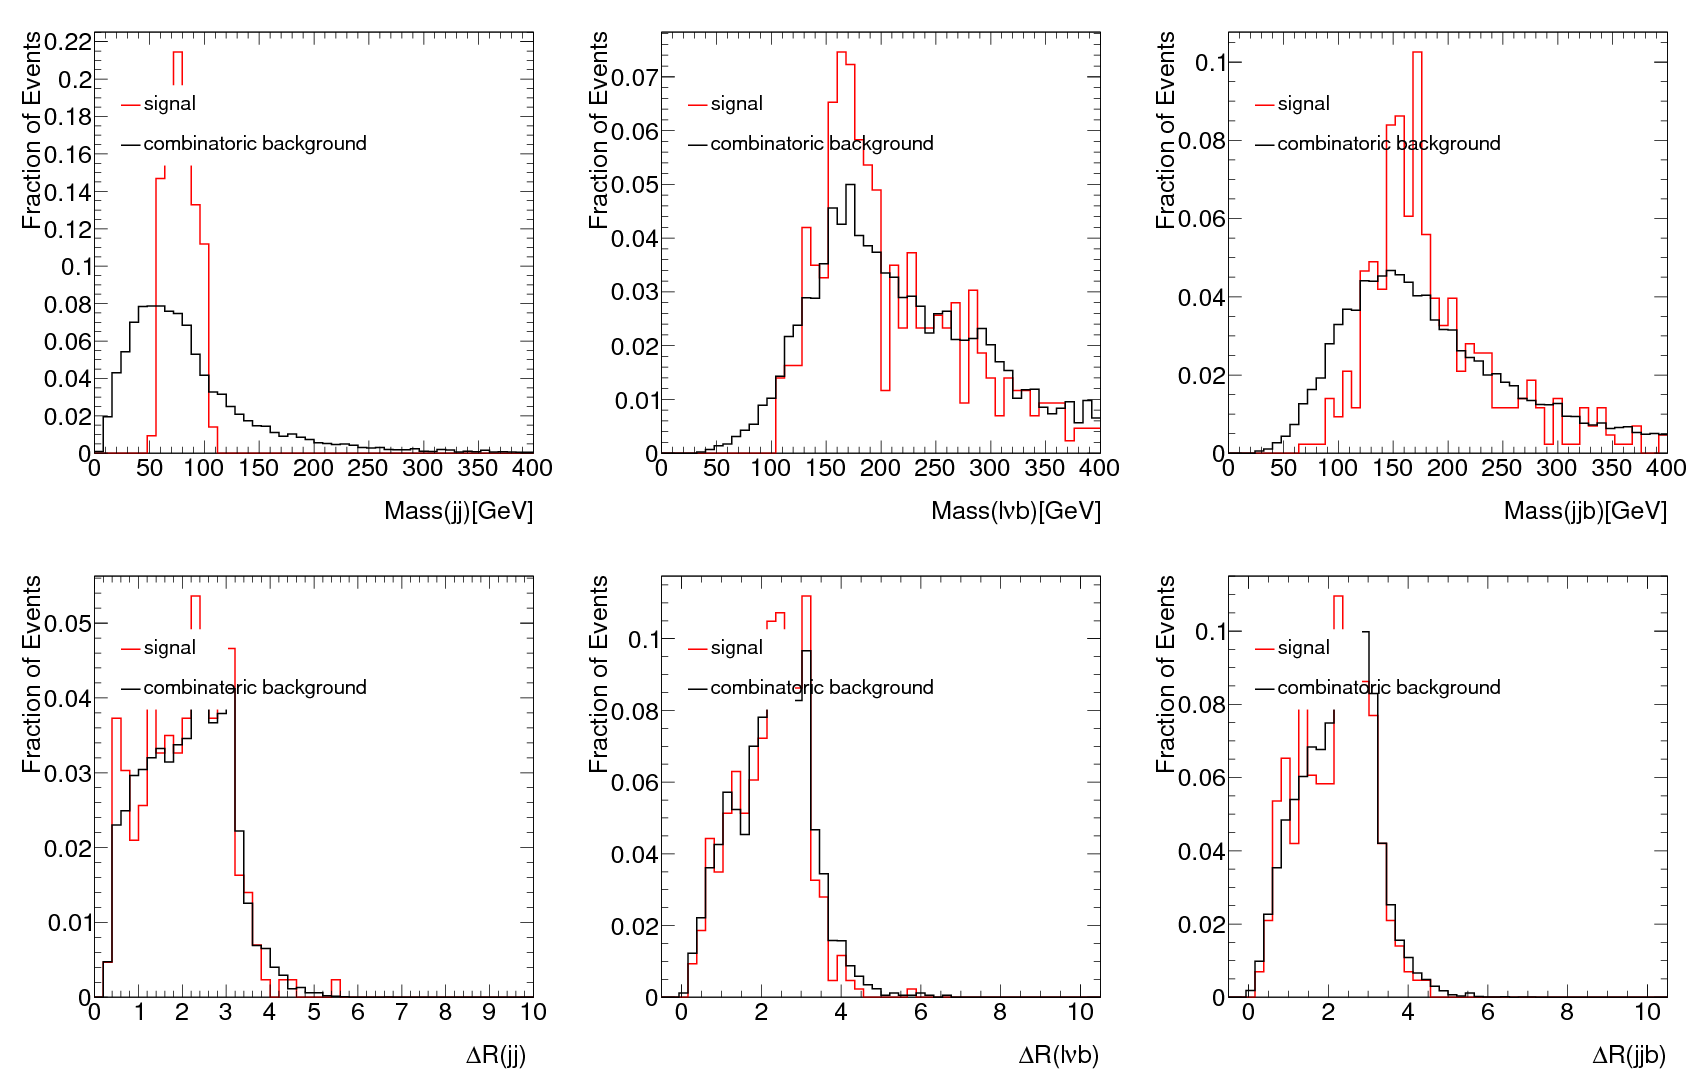 Fraction of Events
0.22
0.2
0.18
0.16
0.14
0.12
0.1
0.08
0.06
0.04
0.02
0
signal
combinatoric background
0 50 100 150 200 250 300 350 400
Mass(jj)[GeV]
Fraction of Events
0.07
0.06
0.05
0.04
0.03
0.02
0.01
0
signal
combinatoric background
0 50 100 150 200 250 300 350 400
Mass(lνb)[GeV]
Fraction of Events
0.1
0.08
0.06
0.04
0.02
0
signal
combinatoric background
0 50 100 150 200 250 300 350 400
Mass(jjb)[GeV]
Fraction of Events
0.05
0.04
0.03
0.02
0.01
0
signal
combinatoric background
0 1 2 3 4 5 6 7 8 9 10
ΔR(jj)
Fraction of Events
0.1
0.08
0.06
0.04
0.02
0
signal
combinatoric background
0 2 4 6 8 10
ΔR(lνb)
Fraction of Events
0.1
0.08
0.06
0.04
0.02
0
signal
combinatoric background
0 2 4 6 8 10
ΔR(jjb)